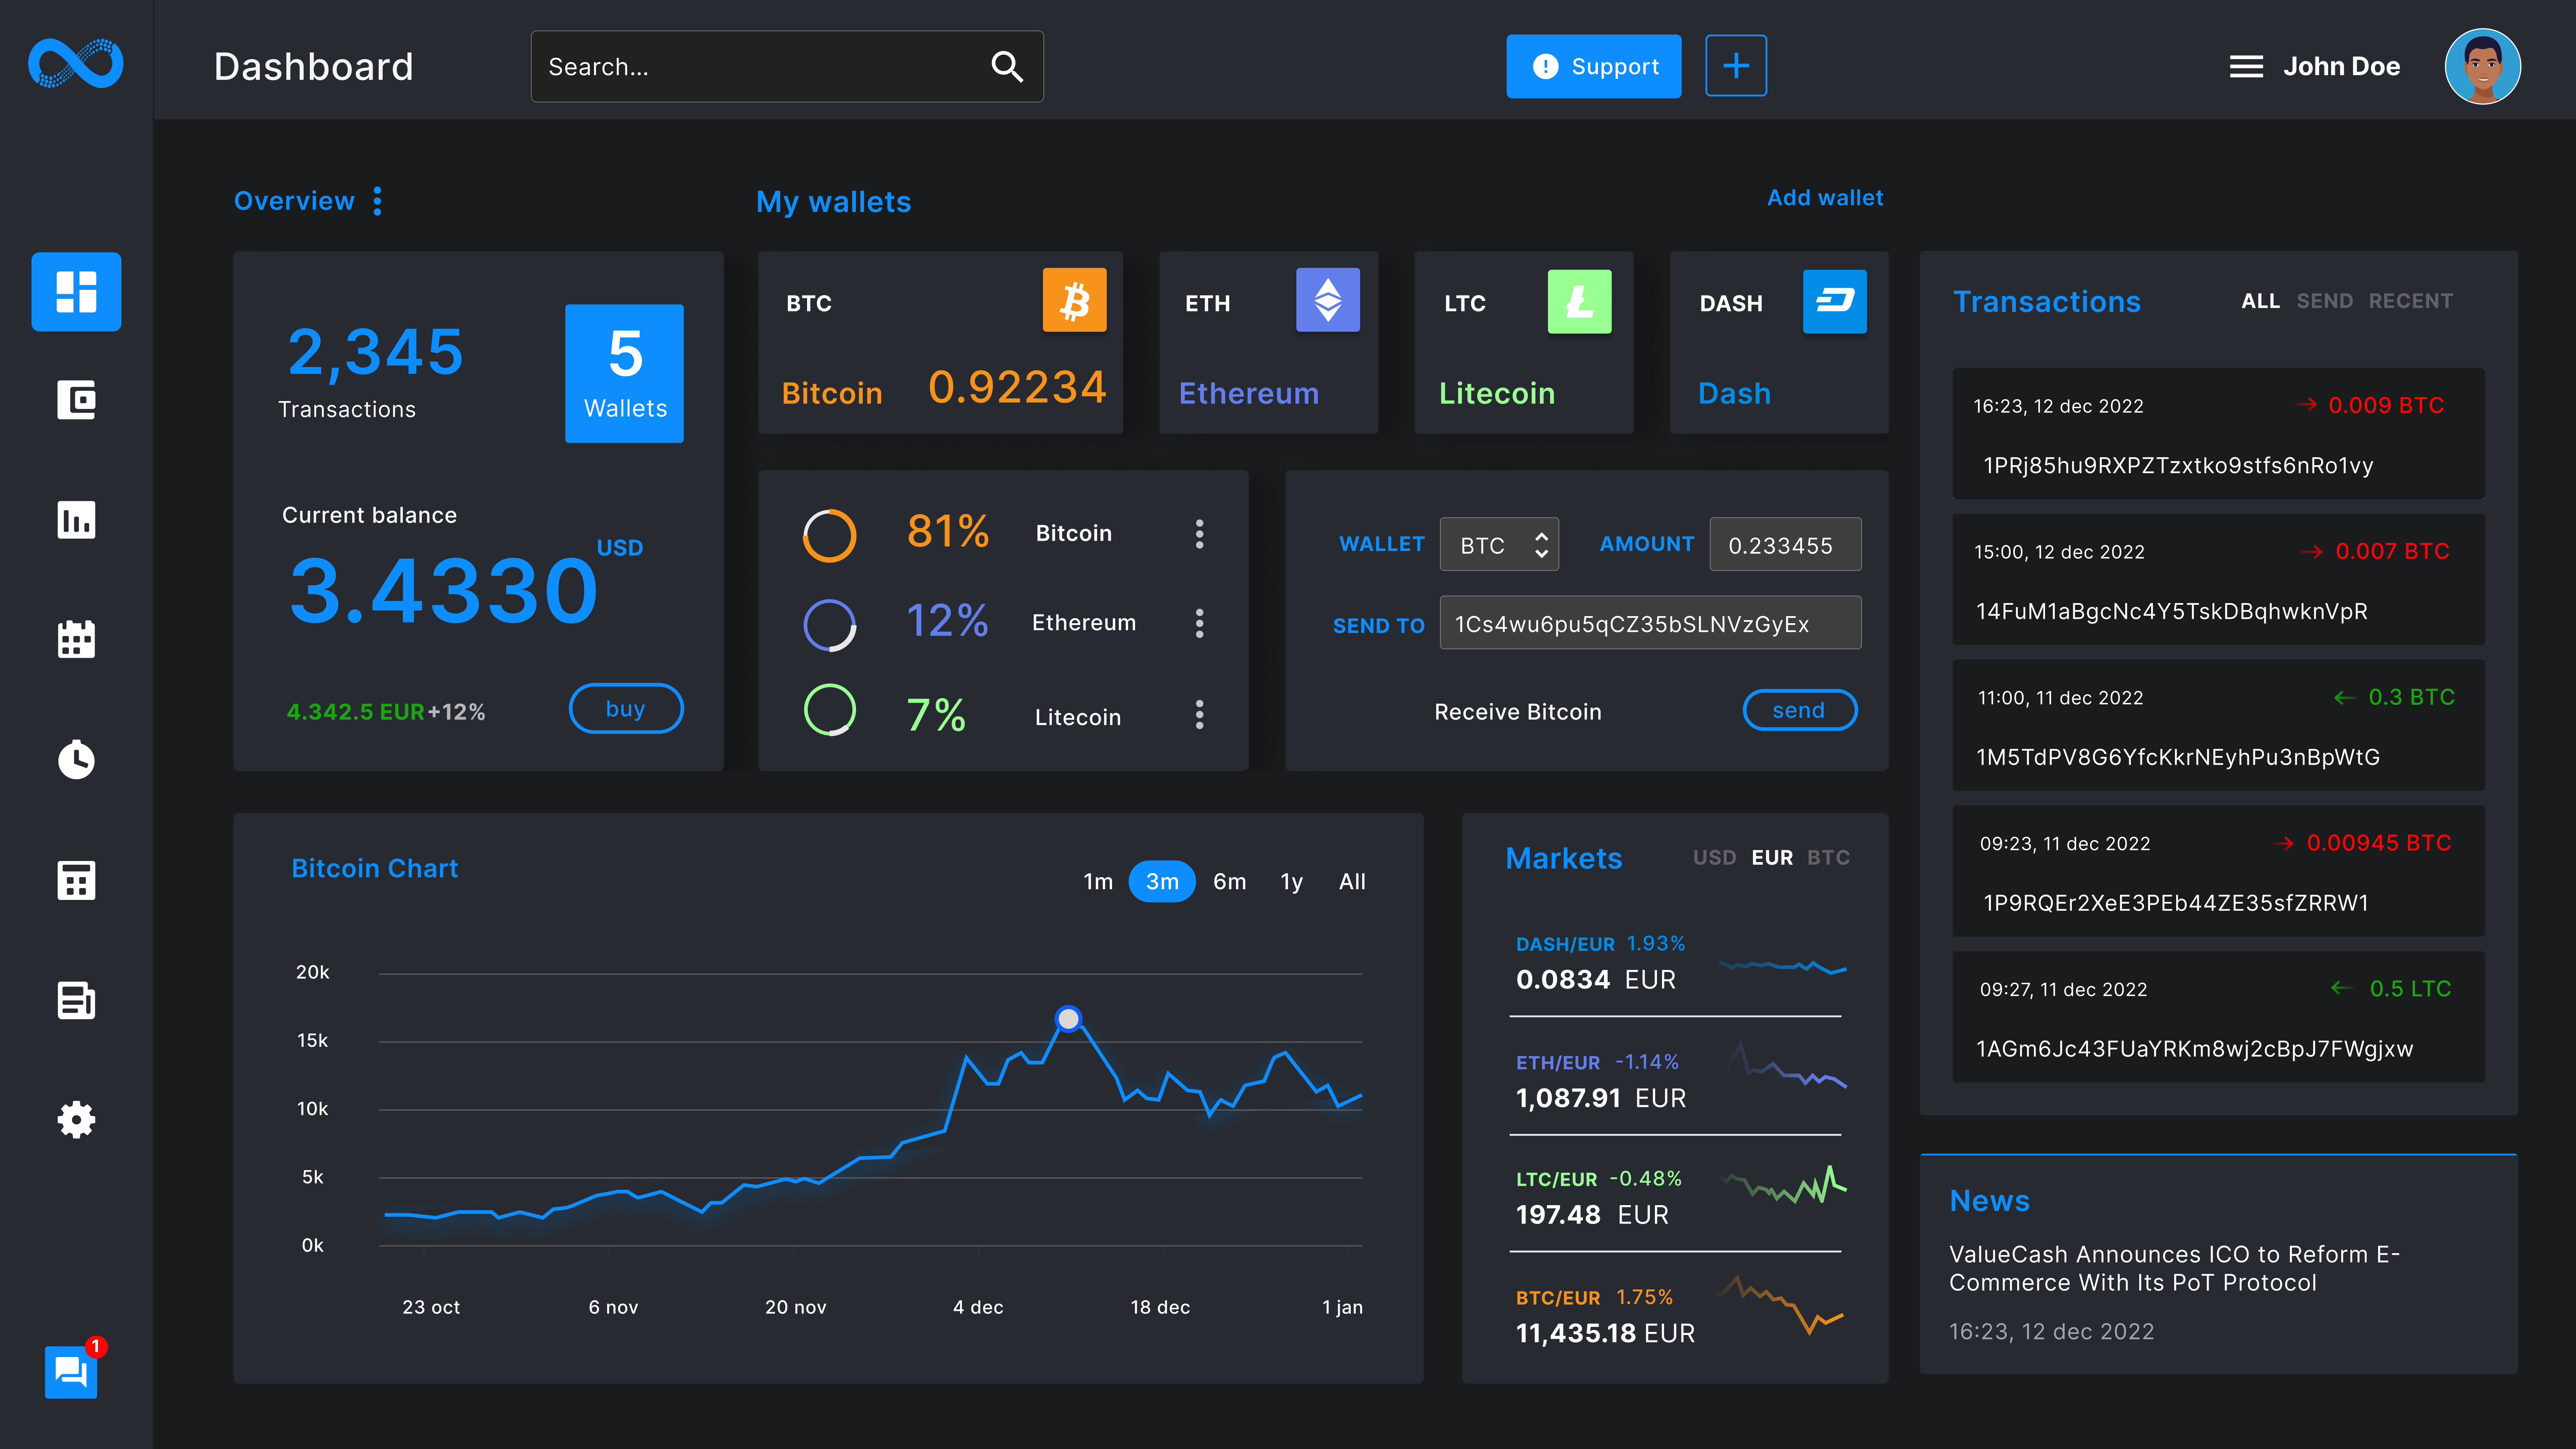 Dashboard
Search...
Support
John Doe
Overview
2,345
Transactions
5
Wallets
Current balance
3.4330 USD
4.342.5 EUR+12%
buy
My wallets
Add wallet
BTC
Bitcoin 0.92234
ETH
Ethereum
LTC
Litecoin
DASH
Dash
81% Bitcoin
12% Ethereum
7% Litecoin
WALLET BTC AMOUNT 0.233455
SEND TO 1Cs4wu6pu5qCZ35bSLNVzGyEx
Receive Bitcoin send
Transactions ALL SEND RECENT
16:23, 12 dec 2022 → 0.009 BTC
1PRj85hu9RXPZTzxtko9stfs6nRo1vy
15:00, 12 dec 2022 → 0.007 BTC
14FuM1aBgcNc4Y5TskDBqhwknVpR
11:00, 11 dec 2022 ← 0.3 BTC
1M5TdPV8G6YfcKkrNEyhPu3nBpWtG
09:23, 11 dec 2022 → 0.00945 BTC
1P9RQEr2XeE3PEb44ZE35sfZRRW1
09:27, 11 dec 2022 ← 0.5 LTC
1AGm6Jc43FUaYRKm8wj2cBpJ7FWgjxw
Bitcoin Chart
1m 3m 6m 1y All
20k
15k
10k
5k
0k
23 oct 6 nov 20 nov 4 dec 18 dec 1 jan
Markets USD EUR BTC
DASH/EUR 1.93%
0.0834 EUR
ETH/EUR -1.14%
1,087.91 EUR
LTC/EUR -0.48%
197.48 EUR
BTC/EUR 1.75%
11,435.18 EUR
News
ValueCash Announces ICO to Reform E-
Commerce With Its PoT Protocol
16:23, 12 dec 2022
1